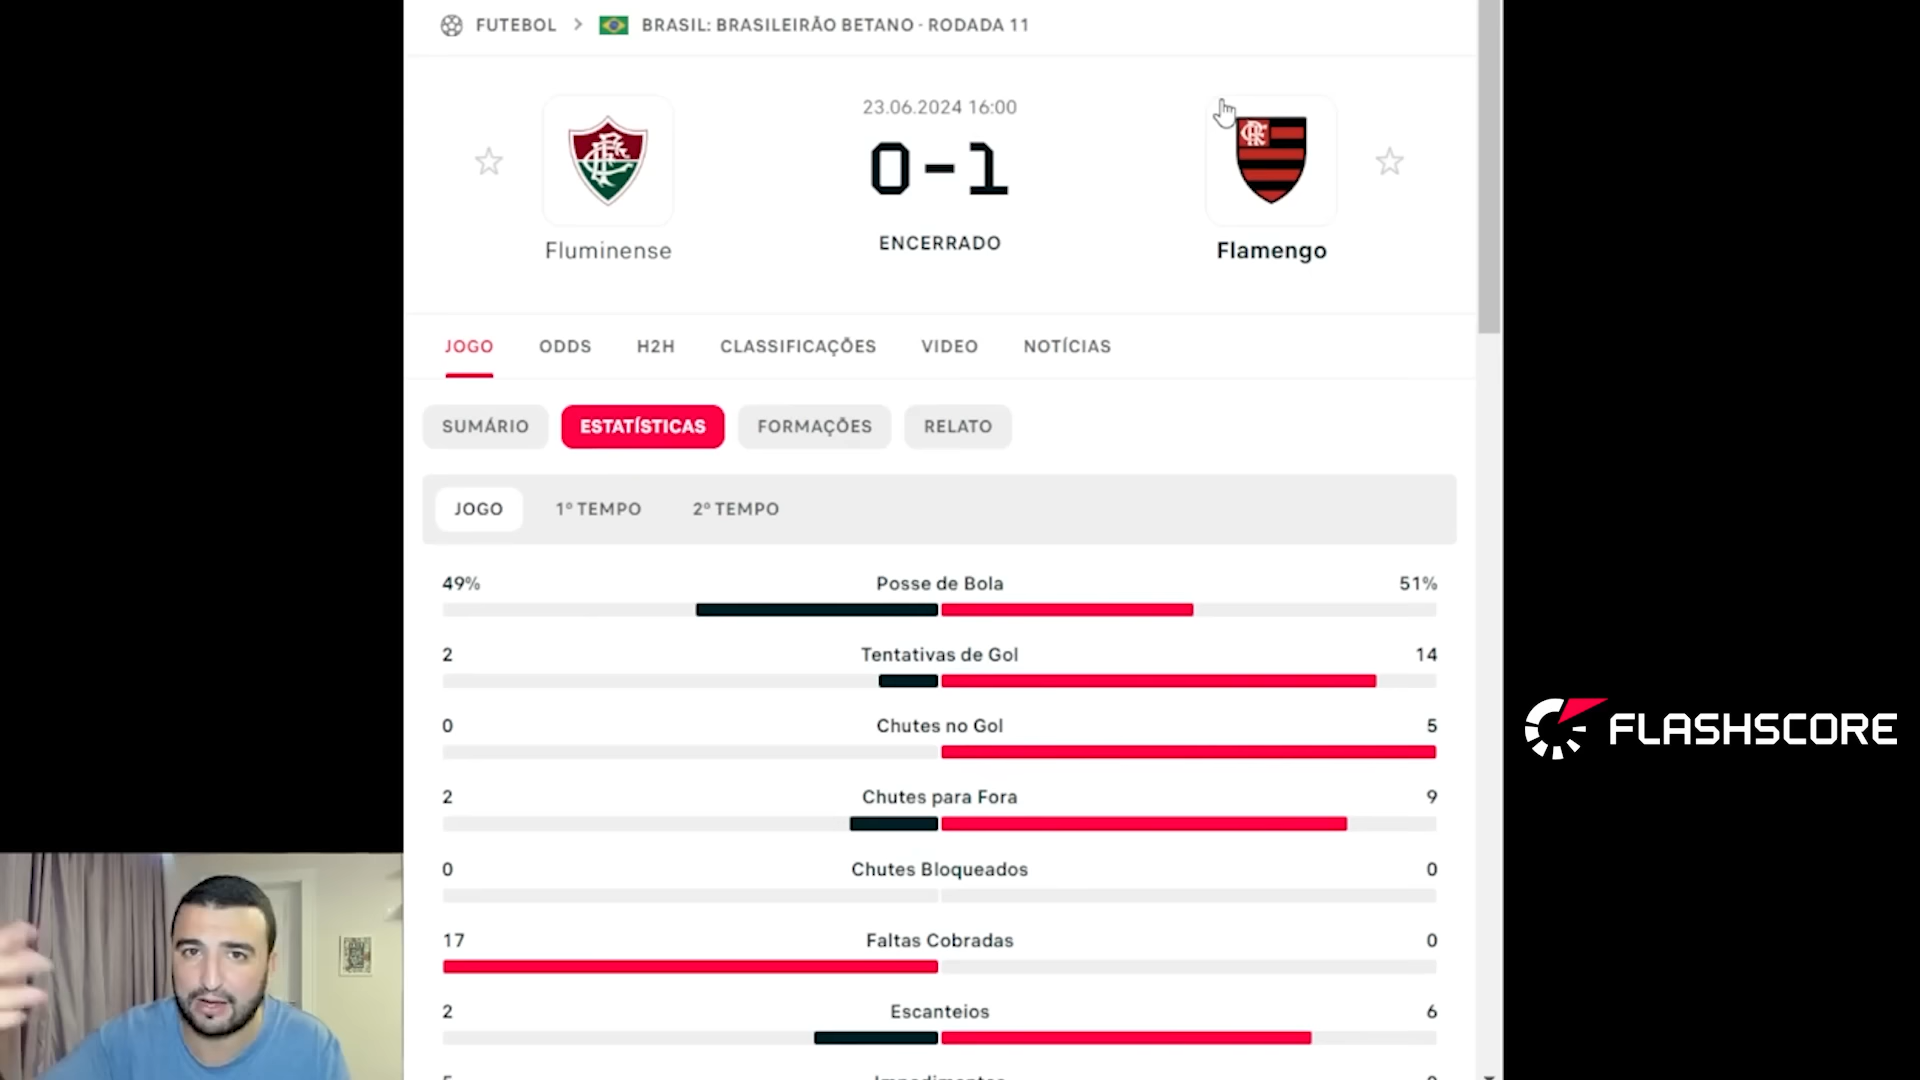 FUTEBOL > BRASIL: BRASILEIRÃO BETANO - RODADA 11
23.06.2024 16:00
0-1
ENCERRADO
Fluminense
Flamengo
JOGO ODDS H2H CLASSIFICAÇÕES VIDEO NOTÍCIAS
SUMÁRIO ESTATÍSTICAS FORMAÇÕES RELATO
JOGO 1º TEMPO 2º TEMPO
49% Posse de Bola 51%
2 Tentativas de Gol 14
0 Chutes no Gol 5
2 Chutes para Fora 9
0 Chutes Bloqueados 0
17 Faltas Cobradas 0
2 Escanteios 6
FLASHSCORE